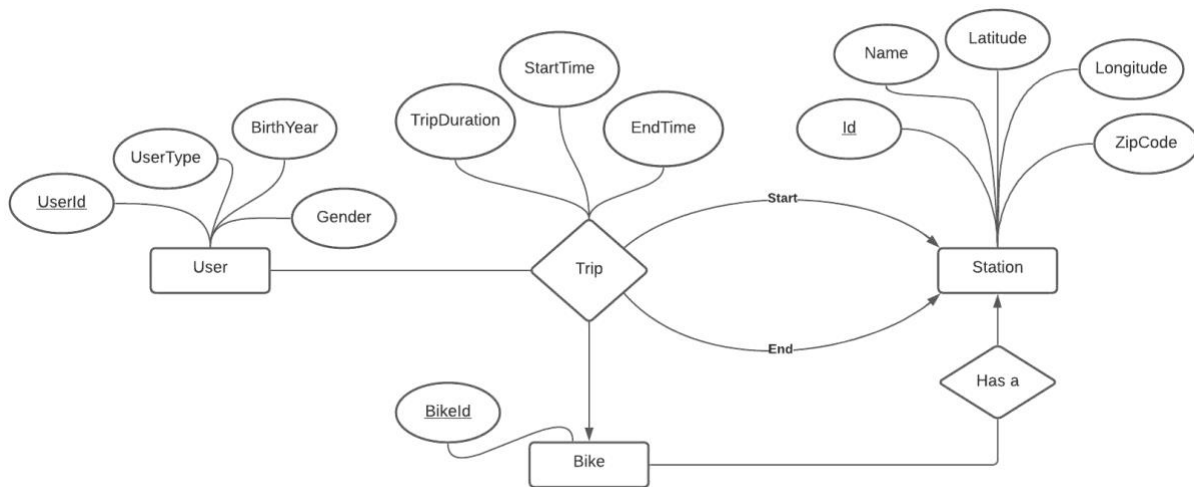 Latitude
Name
StartTime
Longitude
TripDuration
EndTime
BirthYear
Id
ZipCode
UserType
UserId
Gender
Start
User
Trip
Station
End
Has a
BikeId
Bike